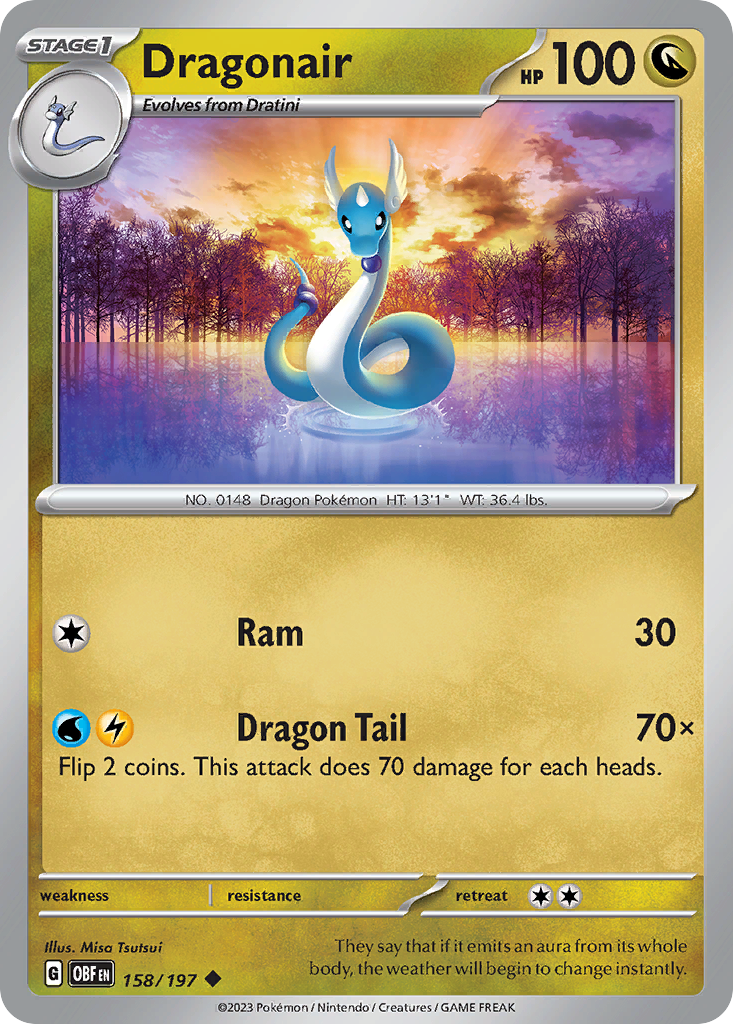 STAGE 1
Dragonair
HP 100
Evolves from Dratini
NO. 0148 Dragon Pokémon HT: 13'1" WT: 36.4 lbs.
Ram 30
Dragon Tail 70×
Flip 2 coins. This attack does 70 damage for each heads.
weakness resistance retreat
Illus. Misa Tsutsui
They say that if it emits an aura from its whole
body, the weather will begin to change instantly.
G OBF EN 158/197
©2023 Pokémon / Nintendo / Creatures / GAME FREAK